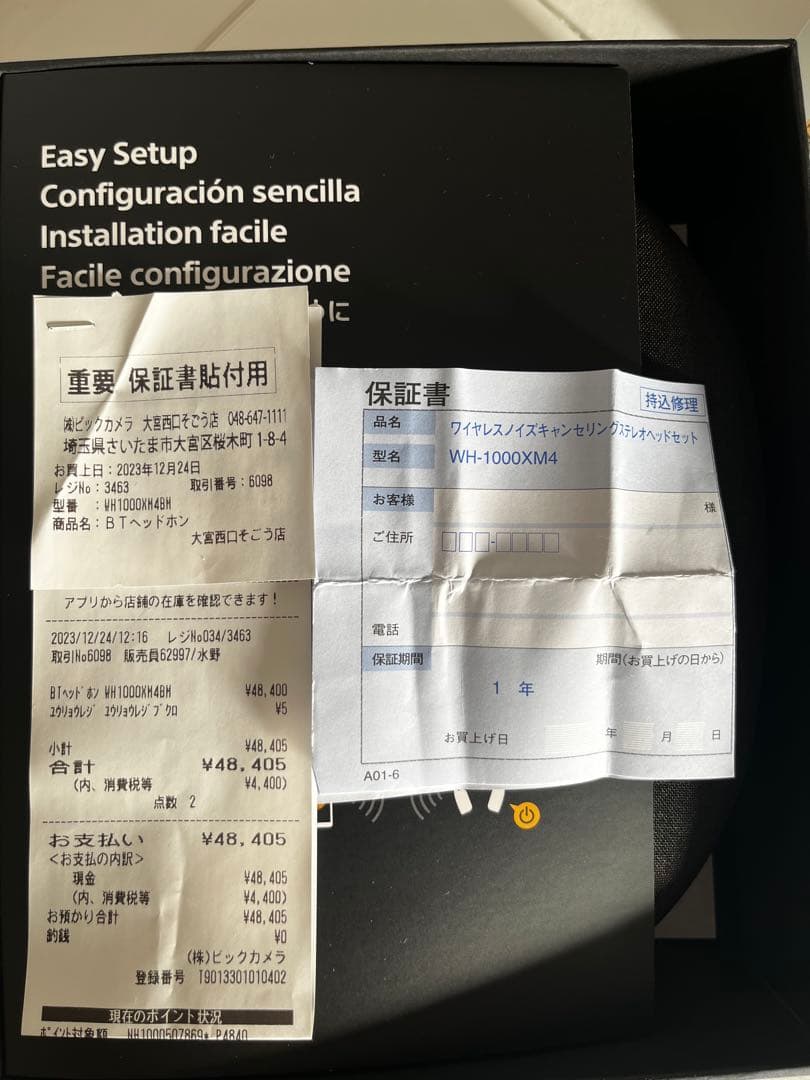 Easy Setup
Configuración sencilla
Installation facile
Facile configurazione
に
重要 保証書貼付用
㈱ビックカメラ 大宮西口そごう店 048-647-1111
埼玉県さいたま市大宮区桜木町1-8-4
お買上日：2023年12月24日
レジNo：3463 取引番号：6098
型番 ：WH1000XM4BM
商品名：BTヘッドホン
大宮西口そごう店
アプリから店舗の在庫を確認できます！
2023/12/24/12:16 レジNo034/3463
取引No6098 販売員62997/水野
BTヘッドホン WH1000XM4BM ¥48,400
ユウリョウレジ ユウリョウレジブクロ ¥5
小計 ¥48,405
合計 ¥48,405
(内、消費税等 ¥4,400)
点数 2
お支払い ¥48,405
<お支払の内訳>
現金 ¥48,405
(内、消費税等 ¥4,400)
お預かり合計 ¥48,405
釣銭 ¥0
(株)ビックカメラ
登録番号 T9013301010402
現在のポイント状況
ポイント対象額 NH1000507869* P4840
保証書
持込修理
品名 ワイヤレスノイズキャンセリングステレオヘッドセット
型名 WH-1000XM4
お客様 様
ご住所
電話
保証期間 期間(お買上げの日から)
1 年
お買上げ日 年 月 日
A01-6